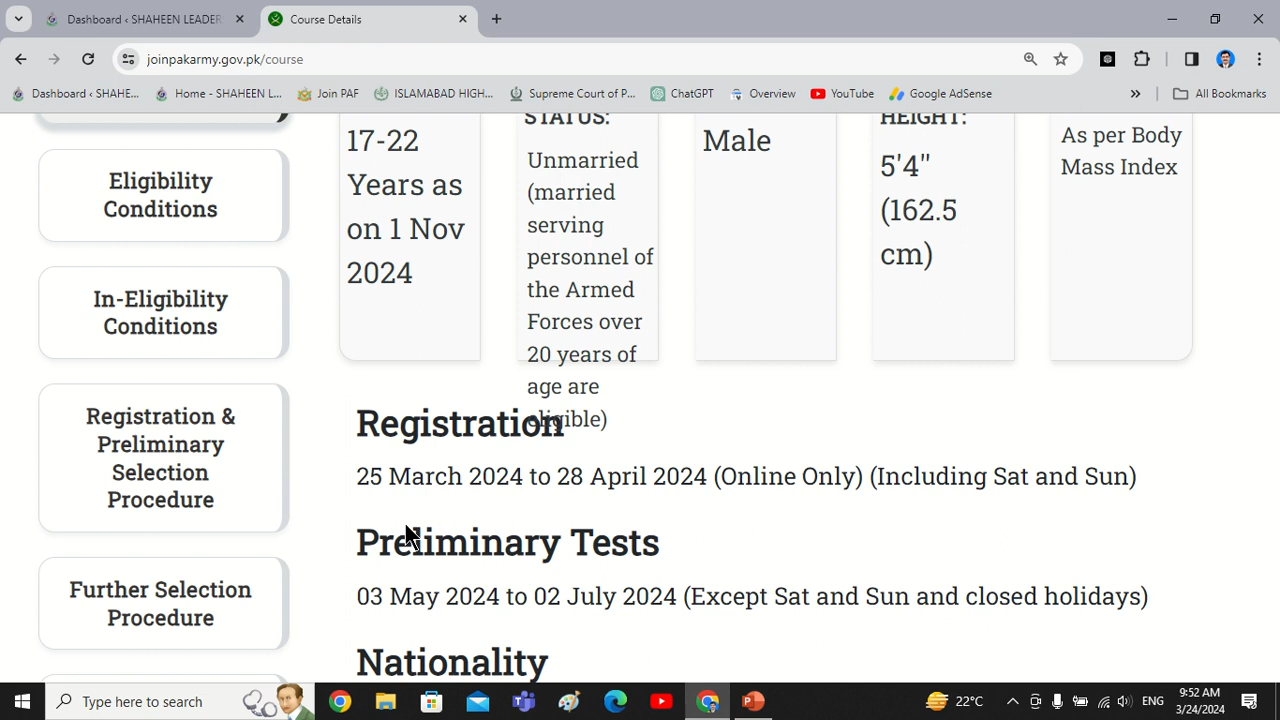 Dashboard ‹ SHAHEEN LEADER
Course Details
joinpakarmy.gov.pk/course
Dashboard ‹ SHAHE...
Home - SHAHEEN L...
Join PAF
ISLAMABAD HIGH...
Supreme Court of P...
ChatGPT
Overview
YouTube
Google AdSense
»
All Bookmarks
Eligibility
Conditions
In-Eligibility
Conditions
Registration &
Preliminary
Selection
Procedure
Further Selection
Procedure
17-22
Years as
on 1 Nov
2024
STATUS:
Unmarried
(married
serving
personnel of
the Armed
Forces over
20 years of
age are
eligible)
Male
HEIGHT:
5'4"
(162.5
cm)
As per Body
Mass Index
Registration
25 March 2024 to 28 April 2024 (Online Only) (Including Sat and Sun)
Preliminary Tests
03 May 2024 to 02 July 2024 (Except Sat and Sun and closed holidays)
Nationality
Type here to search
22°C
ENG
9:52 AM
3/24/2024